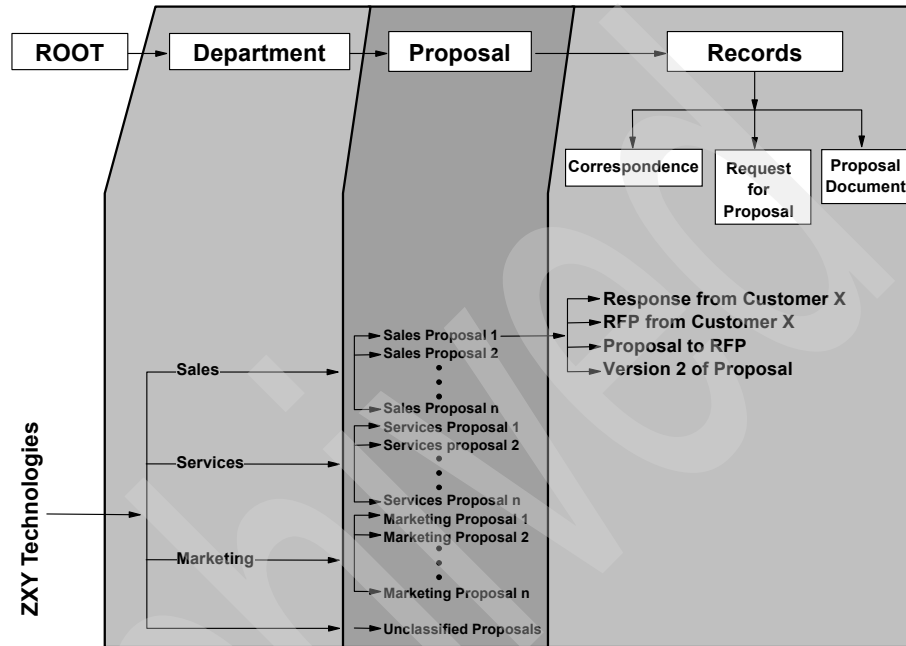 ROOT
Department
Proposal
Records
Correspondence
Request
for
Proposal
Proposal
Document
Response from Customer X
RFP from Customer X
Proposal to RFP
Version 2 of Proposal
Sales Proposal 1
Sales Proposal 2
Sales Proposal n
Sales
Services Proposal 1
Services proposal 2
Services Proposal n
Services
Marketing Proposal 1
Marketing Proposal 2
Marketing Proposal n
Marketing
Unclassified Proposals
ZXY Technologies